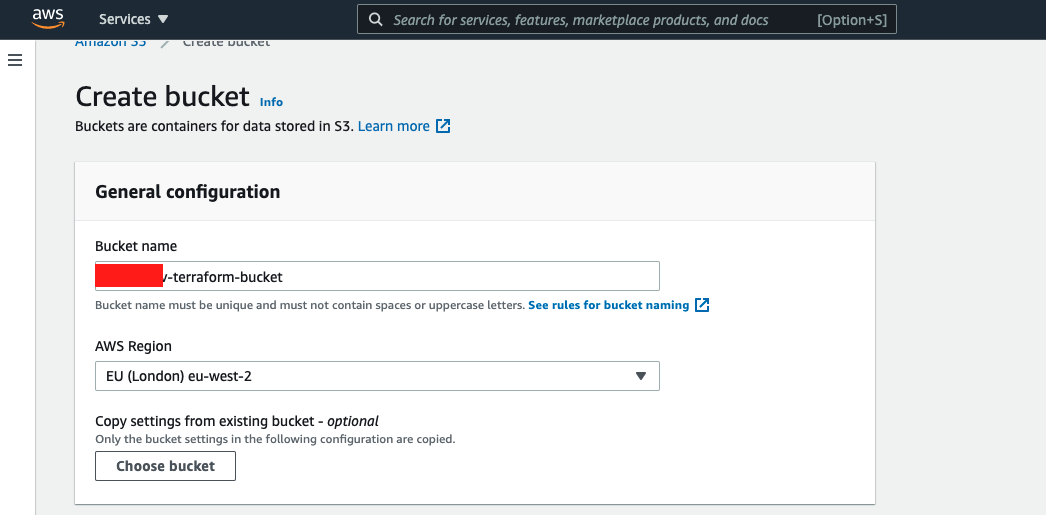 aws
Services ▼
Search for services, features, marketplace products, and docs
[Option+S]
Amazon S3 / Create bucket
Create bucket Info
Buckets are containers for data stored in S3. Learn more
General configuration
Bucket name
-terraform-bucket
Bucket name must be unique and must not contain spaces or uppercase letters. See rules for bucket naming
AWS Region
EU (London) eu-west-2
Copy settings from existing bucket - optional
Only the bucket settings in the following configuration are copied.
Choose bucket